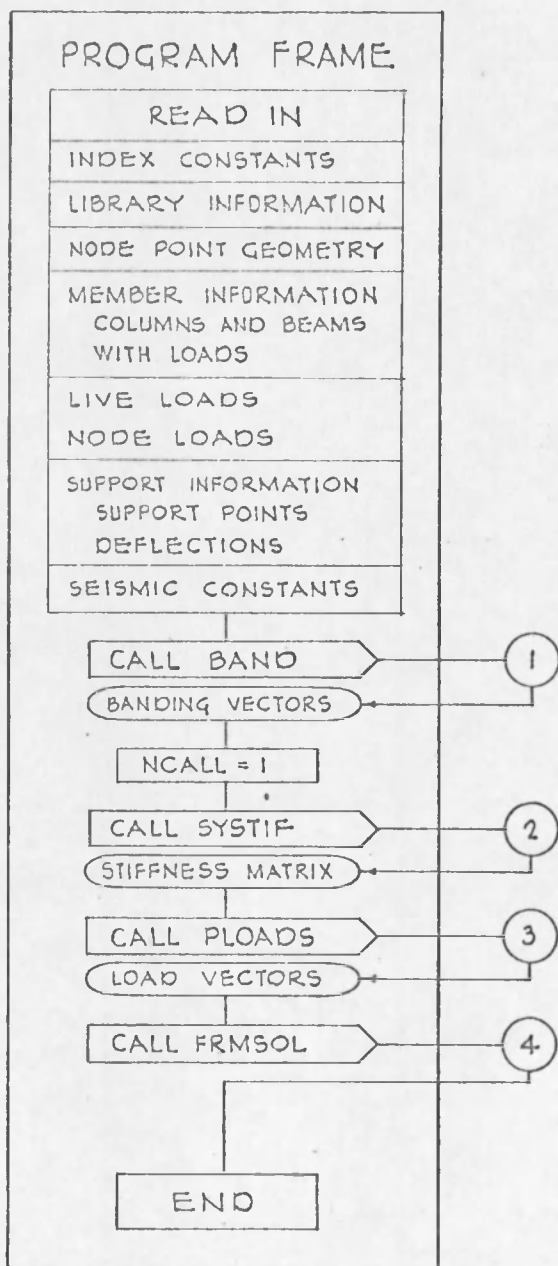 PROGRAM FRAME
READ IN
INDEX CONSTANTS
LIBRARY INFORMATION
NODE POINT GEOMETRY
MEMBER INFORMATION
COLUMNS AND BEAMS
WITH LOADS
LIVE LOADS
NODE LOADS
SUPPORT INFORMATION
SUPPORT POINTS
DEFLECTIONS
SEISMIC CONSTANTS
CALL BAND
1
BANDING VECTORS
NCALL = 1
CALL SYSTIF
2
STIFFNESS MATRIX
CALL PLOADS
3
LOAD VECTORS
CALL FRMSOL
4
END